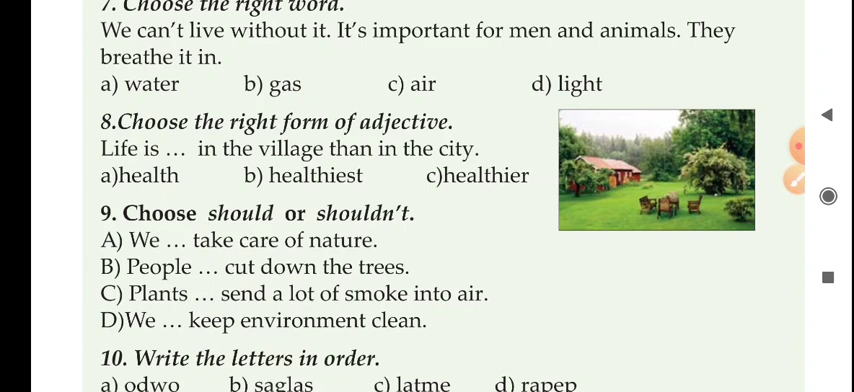 7. Choose the right word.
We can't live without it. It's important for men and animals. They
breathe it in.
a) water b) gas c) air d) light
8.Choose the right form of adjective.
Life is … in the village than in the city.
a)health b) healthiest c)healthier
9. Choose should or shouldn't.
A) We … take care of nature.
B) People … cut down the trees.
C) Plants … send a lot of smoke into air.
D)We … keep environment clean.
10. Write the letters in order.
a) odwo b) saglas c) latme d) rapep